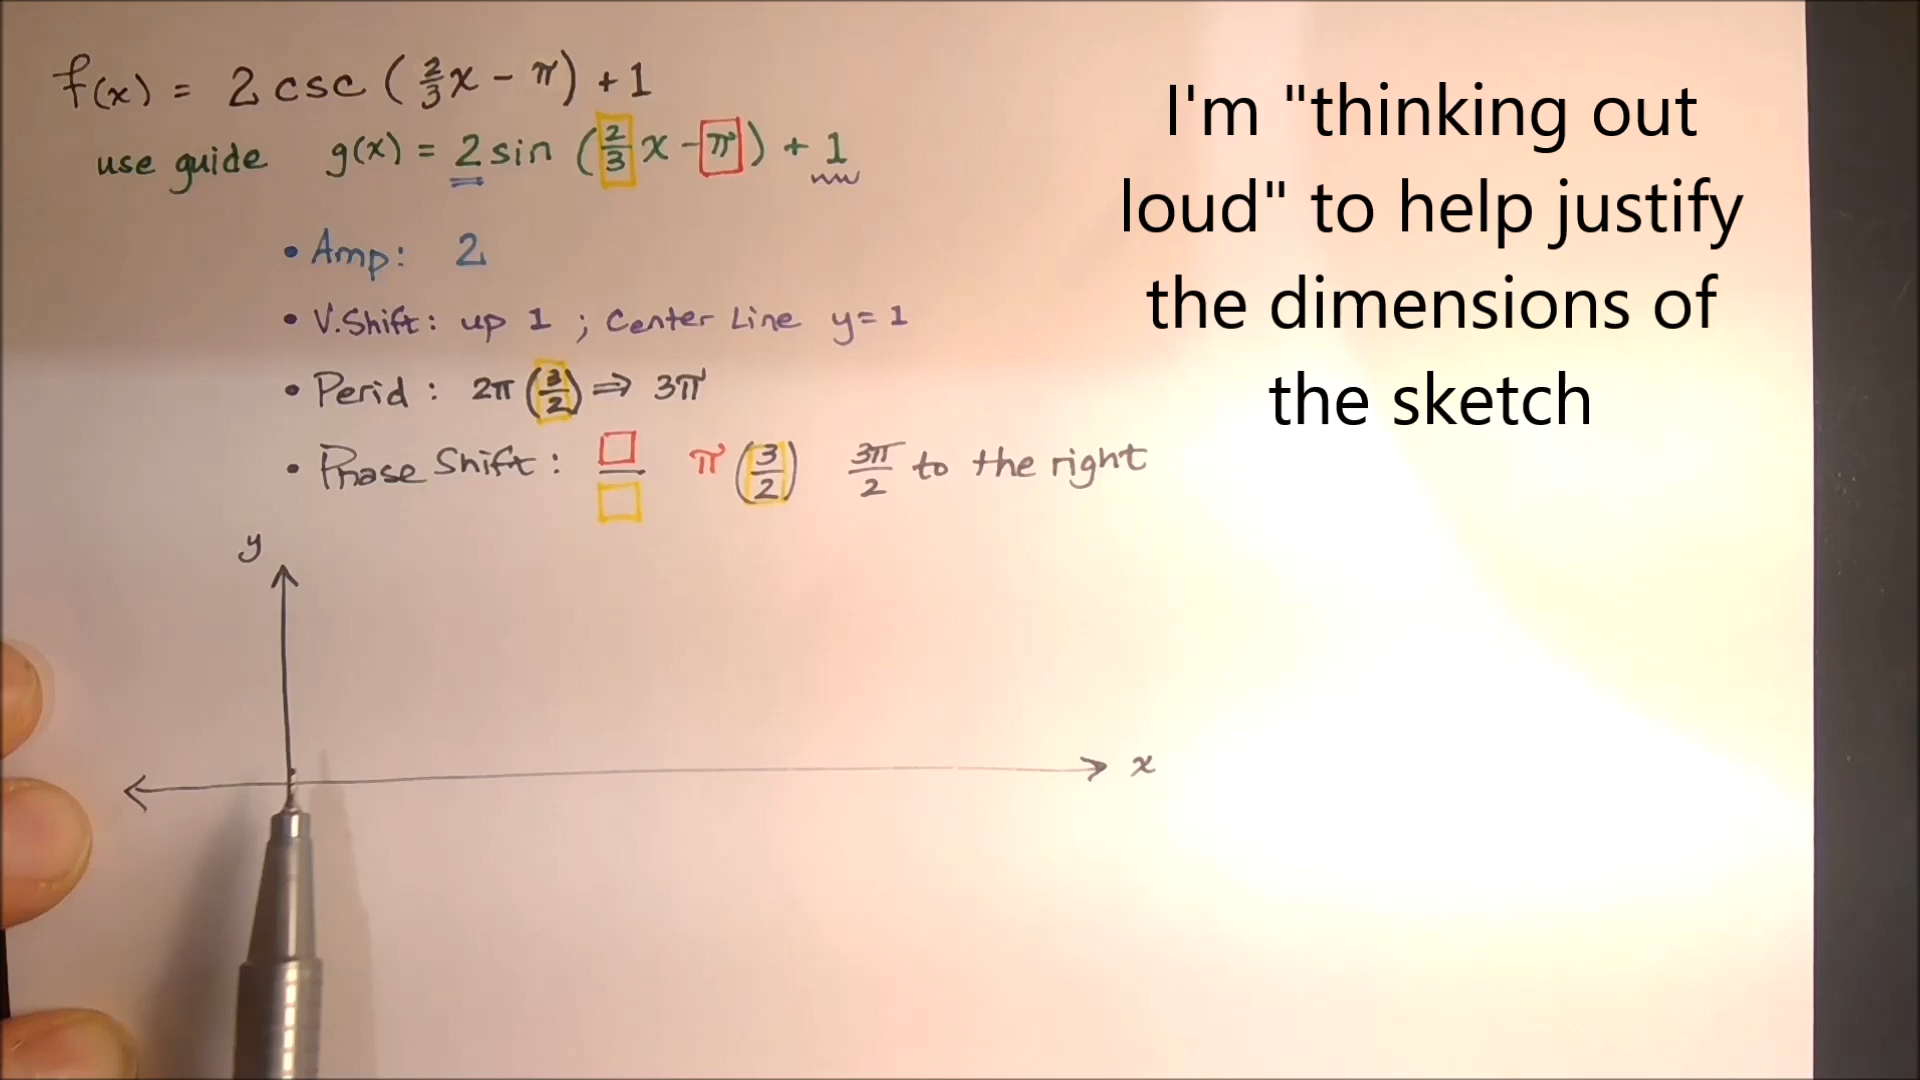 f(x) = 2 csc (2/3 x - π) + 1
use guide g(x) = 2 sin (2/3 x - π) + 1
• Amp: 2
• V.Shift: up 1 ; Center Line y = 1
• Perid : 2π (3/2) ⇒ 3π
• Phase Shift : π (3/2) 3π/2 to the right
y
x
I'm "thinking out
loud" to help justify
the dimensions of
the sketch